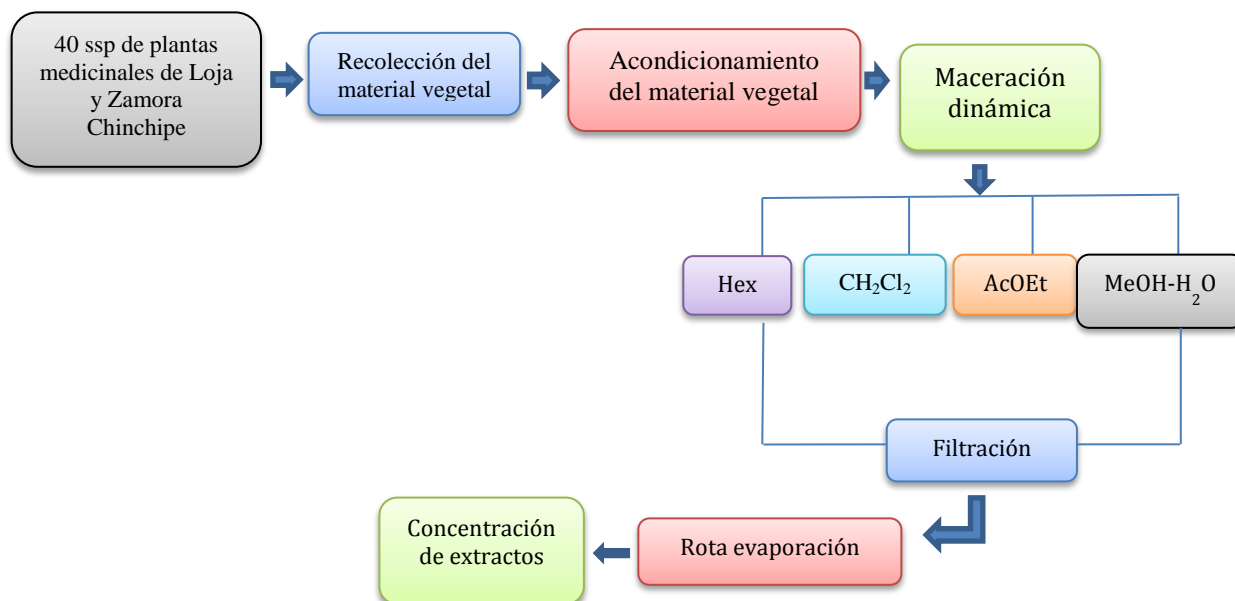 40 ssp de plantas
medicinales de Loja
y Zamora
Chinchipe
Recolección del
material vegetal
Acondicionamiento
del material vegetal
Maceración
dinámica
Hex
CH₂Cl₂
AcOEt
MeOH-H₂O
Filtración
Rota evaporación
Concentración
de extractos